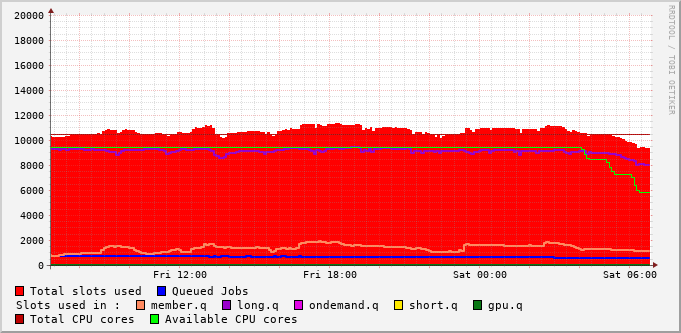 20000
18000
16000
14000
12000
10000
8000
6000
4000
2000
0
Fri 12:00 Fri 18:00 Sat 00:00 Sat 06:00
RRDTOOL / TOBI OETIKER
Total slots used Queued Jobs
Slots used in : member.q long.q ondemand.q short.q gpu.q
Total CPU cores Available CPU cores